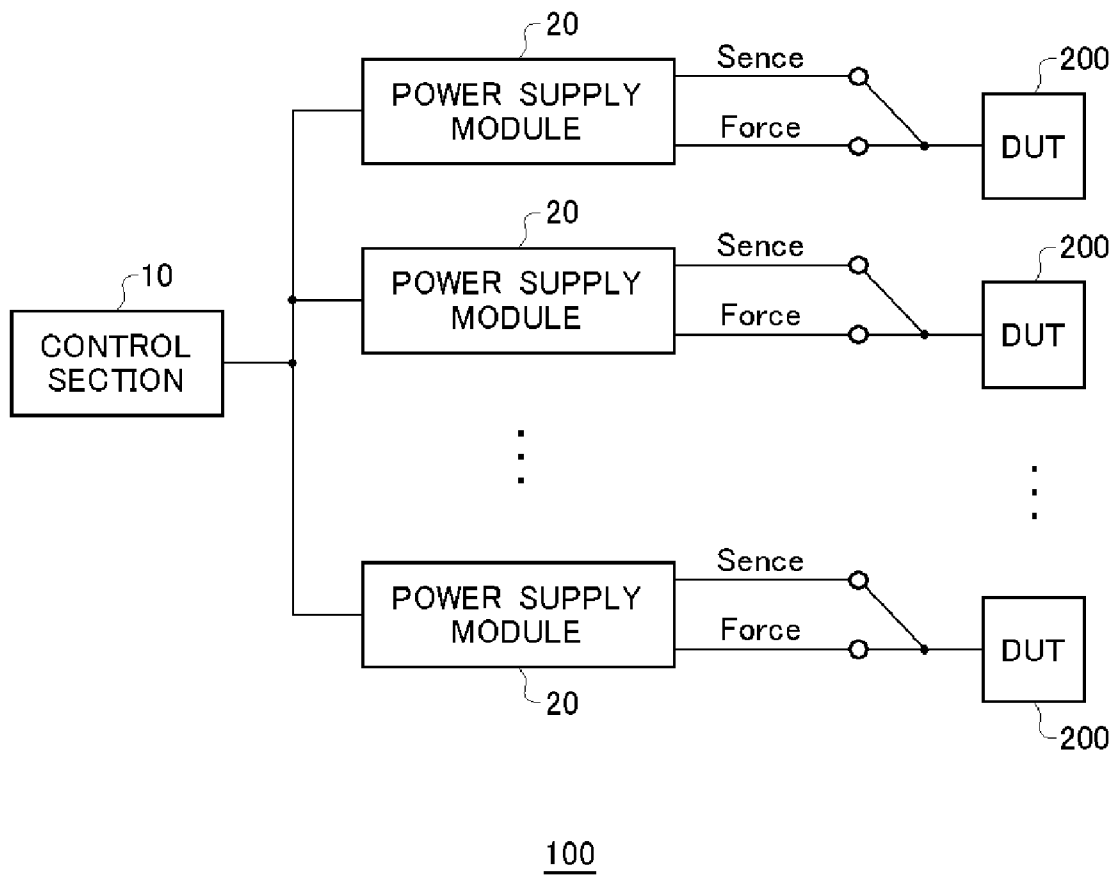 20
Sence
200
POWER SUPPLY
MODULE
Force
DUT
20
Sence
200
10
POWER SUPPLY
MODULE
Force
DUT
CONTROL
SECTION
Sence
POWER SUPPLY
MODULE
Force
DUT
20
200
100